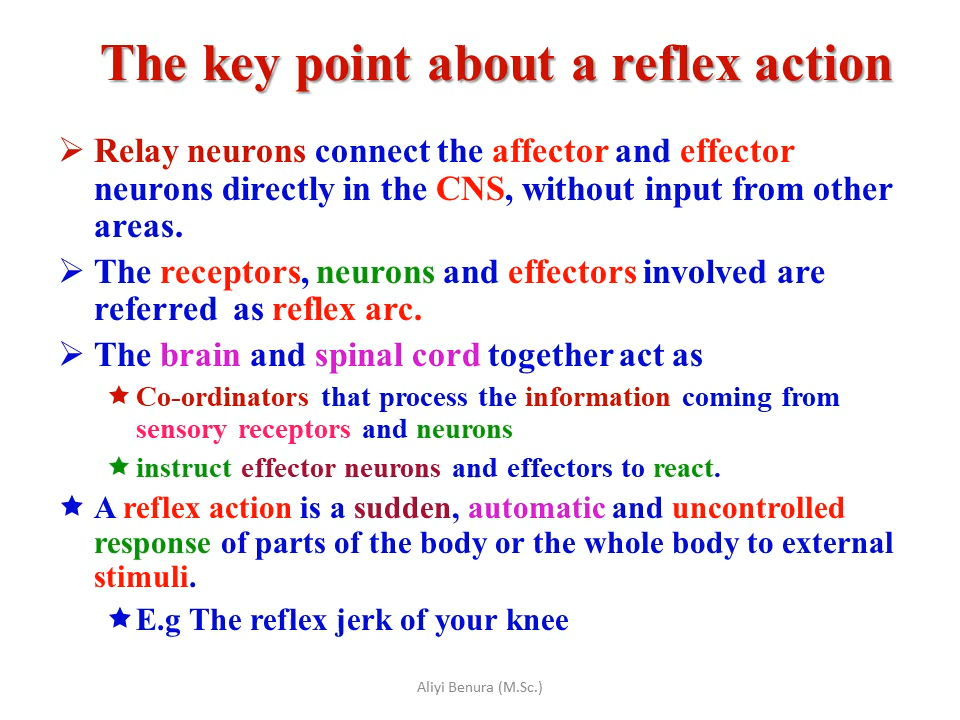 The key point about a reflex action
Relay neurons connect the affector and effector
neurons directly in the CNS, without input from other
areas.
The receptors, neurons and effectors involved are
referred as reflex arc.
The brain and spinal cord together act as
Co-ordinators that process the information coming from
sensory receptors and neurons
instruct effector neurons and effectors to react.
A reflex action is a sudden, automatic and uncontrolled
response of parts of the body or the whole body to external
stimuli.
E.g The reflex jerk of your knee
Aliyi Benura (M.Sc.)